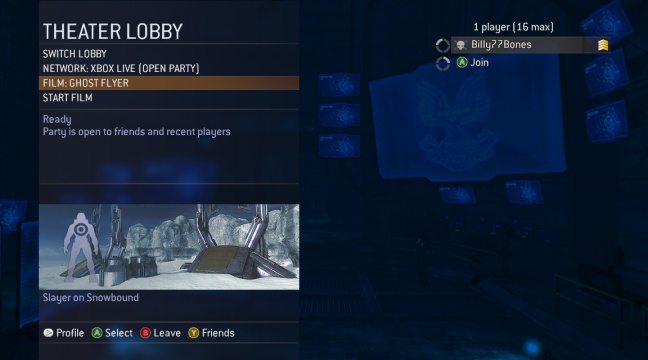 THEATER LOBBY
SWITCH LOBBY
NETWORK: XBOX LIVE (OPEN PARTY)
FILM: GHOST FLYER
START FILM
Ready
Party is open to friends and recent players
Slayer on Snowbound
Profile A Select B Leave Y Friends
1 player (16 max)
Billy77Bones
A Join